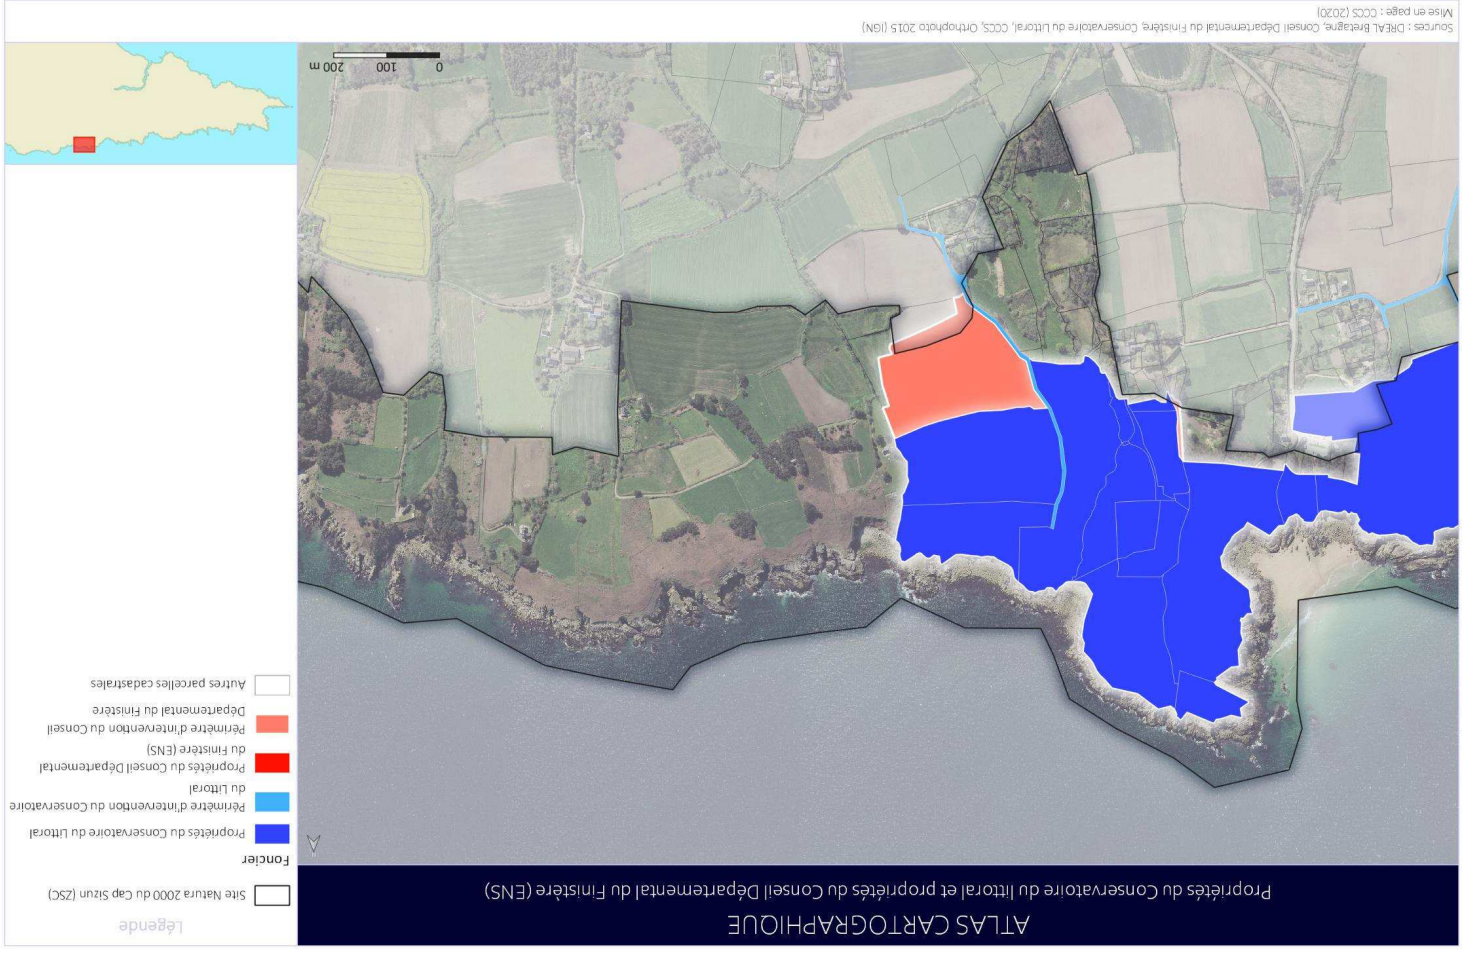 ATLAS CARTOGRAPHIQUE
Propriétés du Conservatoire du littoral et propriétés du Conseil Départemental du Finistère (ENS)
Légende
Site Natura 2000 du Cap Sizun (ZSC)
Foncier
Propriétés du Conservatoire du Littoral
Périmètre d'intervention du Conservatoire
du Littoral
Propriétés du Conseil Départemental
du Finistère (ENS)
Périmètre d'intervention du Conseil
Départemental du Finistère
Autres parcelles cadastrales
0 100 200 m
Sources : DREAL Bretagne, Conseil Départemental du Finistère, Conservatoire du Littoral, CCCS, Orthophoto 2015 (IGN)
Mise en page : CCCS (2020)